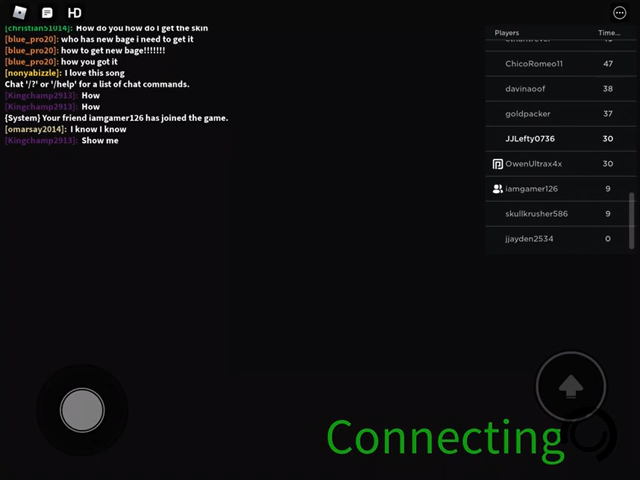 HD
[christian51014]: How do you how do I get the skin
[blue_pro20]: who has new bage i need to get it
[blue_pro20]: how to get new bage!!!!!!!
[blue_pro20]: how you got it
[nonyabizzle]: I love this song
Chat '/?' or '/help' for a list of chat commands.
[Kingchamp2913]: How
[Kingchamp2913]: How
{System} Your friend iamgamer126 has joined the game.
[omarsay2014]: I know I know
[Kingchamp2913]: Show me
Players Time...
ChicoRomeo11 47
davinaoof 38
goldpacker 37
JJLefty0736 30
OwenUltrax4x 30
iamgamer126 9
skullkrusher586 9
jjayden2534 0
Connecting